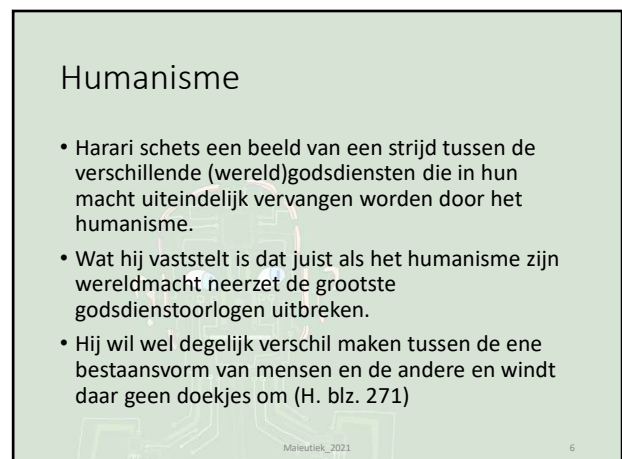 Humanisme
• Harari schets een beeld van een strijd tussen de
verschillende (wereld)godsdiensten die in hun
macht uiteindelijk vervangen worden door het
humanisme.
• Wat hij vaststelt is dat juist als het humanisme zijn
wereldmacht neerzet de grootste
godsdienstoorlogen uitbreken.
• Hij wil wel degelijk verschil maken tussen de ene
bestaansvorm van mensen en de andere en windt
daar geen doekjes om (H. blz. 271)
Maieutiek_2021
6